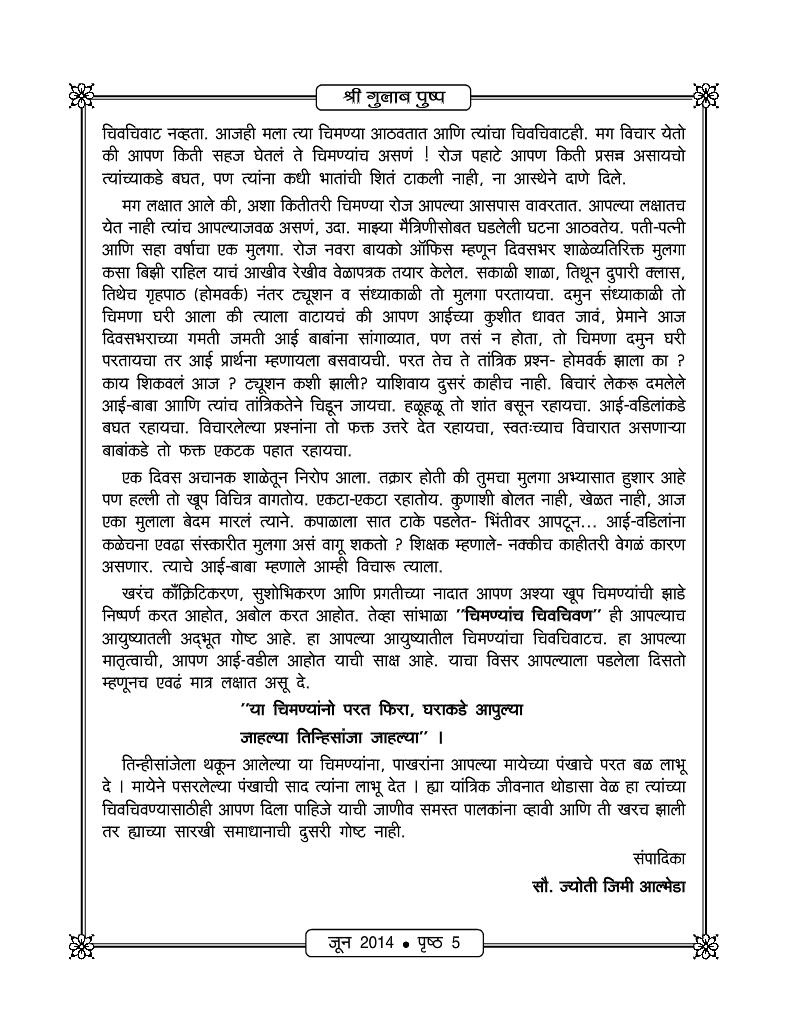 श्री गुलाब पुष्प
चिवचिवाट नव्हता. आजही मला त्या चिमण्या आठवतात आणि त्यांचा चिवचिवाटही. मग विचार येतो
की आपण किती सहज घेतलं ते चिमण्यांच असणं ! रोज पहाटे आपण किती प्रसन्न असायचो
त्यांच्याकडे बघत, पण त्यांना कधी भातांची शितं टाकली नाही, ना आस्थेने दाणे दिले.
मग लक्षात आले की, अशा कितीतरी चिमण्या रोज आपल्या आसपास वावरतात. आपल्या लक्षातच
येत नाही त्यांच आपल्याजवळ असणं, उदा. माझ्या मैत्रिणीसोबत घडलेली घटना आठवतेय. पती-पत्नी
आणि सहा वर्षाचा एक मुलगा. रोज नवरा बायको ऑफिस म्हणून दिवसभर शाळेव्यतिरिक्त मुलगा
कसा बिझी राहिल याचं आखीव रेखीव वेळापत्रक तयार केलेल. सकाळी शाळा, तिथून दुपारी क्लास,
तिथेच गृहपाठ (होमवर्क) नंतर ट्यूशन व संध्याकाळी तो मुलगा परतायचा. दमुन संध्याकाळी तो
चिमणा घरी आला की त्याला वाटायचं की आपण आईच्या कुशीत धावत जावं, प्रेमाने आज
दिवसभराच्या गमती जमती आई बाबांना सांगाव्यात, पण तसं न होता, तो चिमणा दमुन घरी
परतायचा तर आई प्रार्थना म्हणायला बसवायची. परत तेच ते तांत्रिक प्रश्न- होमवर्क झाला का ?
काय शिकवलं आज ? ट्यूशन कशी झाली? याशिवाय दुसरं काहीच नाही. बिचारं लेकरू दमलेले
आई-बाबा आाणि त्यांच तांत्रिकतेने चिडून जायचा. हळूहळू तो शांत बसून रहायचा. आई-वडिलांकडे
बघत रहायचा. विचारलेल्या प्रश्नांना तो फक्त उत्तरे देत रहायचा, स्वतःच्याच विचारात असणाऱ्या
बाबांकडे तो फक्त एकटक पहात रहायचा.
एक दिवस अचानक शाळेतून निरोप आला. तक्रार होती की तुमचा मुलगा अभ्यासात हुशार आहे
पण हल्ली तो खूप विचित्र वागतोय. एकटा-एकटा रहातोय. कुणाशी बोलत नाही, खेळत नाही, आज
एका मुलाला बेदम मारलं त्याने. कपाळाला सात टाके पडलेत- भिंतीवर आपटून... आई-वडिलांना
कळेचना एवढा संस्कारीत मुलगा असं वागू शकतो ? शिक्षक म्हणाले- नक्कीच काहीतरी वेगळं कारण
असणार. त्याचे आई-बाबा म्हणाले आम्ही विचारू त्याला.
खरंच काँक्रिटिकरण, सुशोभिकरण आणि प्रगतीच्या नादात आपण अश्या खूप चिमण्यांची झाडे
निष्पर्ण करत आहोत, अबोल करत आहोत. तेव्हा सांभाळा ''चिमण्यांच चिवचिवण'' ही आपल्याच
आयुष्यातली अद्‌भूत गोष्ट आहे. हा आपल्या आयुष्यातील चिमण्यांचा चिवचिवाटच. हा आपल्या
मातृत्वाची, आपण आई-वडील आहोत याची साक्ष आहे. याचा विसर आपल्याला पडलेला दिसतो
म्हणूनच एवढं मात्र लक्षात असू दे.
''या चिमण्यांनो परत फिरा, घराकडे आपुल्या
जाहल्या तिन्हिसांजा जाहल्या'' ।
तिन्हीसांजेला थकून आलेल्या या चिमण्यांना, पाखरांना आपल्या मायेच्या पंखाचे परत बळ लाभू
दे । मायेने पसरलेल्या पंखाची साद त्यांना लाभू देत । ह्या यांत्रिक जीवनात थोडासा वेळ हा त्यांच्या
चिवचिवण्यासाठीही आपण दिला पाहिजे याची जाणीव समस्त पालकांना व्हावी आणि ती खरच झाली
तर ह्याच्या सारखी समाधानाची दुसरी गोष्ट नाही.
संपादिका
सौ. ज्योती जिमी आल्मेडा
जून 2014 • पृष्ठ 5